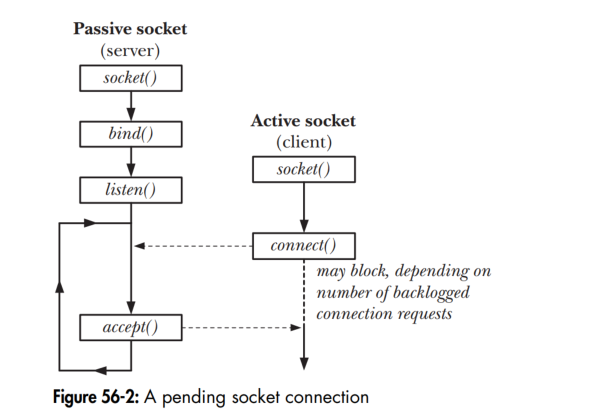 Passive socket
(server)
socket()
bind()
listen()
accept()
Active socket
(client)
socket()
connect()
may block, depending on
number of backlogged
connection requests
Figure 56-2: A pending socket connection